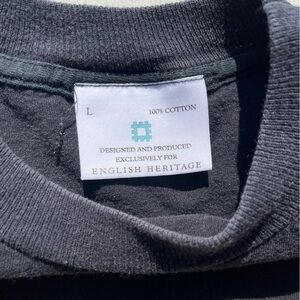 L 100% COTTON
DESIGNED AND PRODUCED
EXCLUSIVELY FOR
ENGLISH HERITAGE